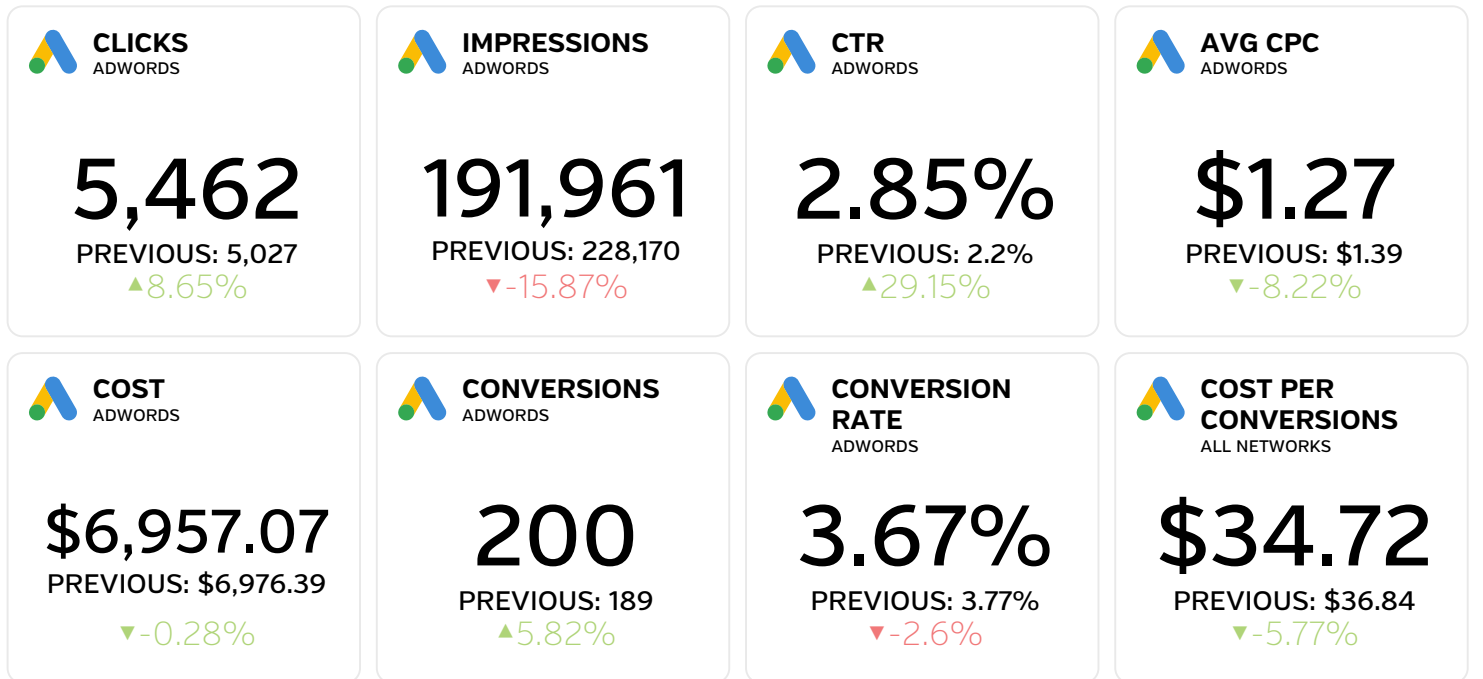 CLICKS
ADWORDS
5,462
PREVIOUS: 5,027
▲8.65%
IMPRESSIONS
ADWORDS
191,961
PREVIOUS: 228,170
▼-15.87%
CTR
ADWORDS
2.85%
PREVIOUS: 2.2%
▲29.15%
AVG CPC
ADWORDS
$1.27
PREVIOUS: $1.39
▼-8.22%
COST
ADWORDS
$6,957.07
PREVIOUS: $6,976.39
▼-0.28%
CONVERSIONS
ADWORDS
200
PREVIOUS: 189
▲5.82%
CONVERSION
RATE
ADWORDS
3.67%
PREVIOUS: 3.77%
▼-2.6%
COST PER
CONVERSIONS
ALL NETWORKS
$34.72
PREVIOUS: $36.84
▼-5.77%